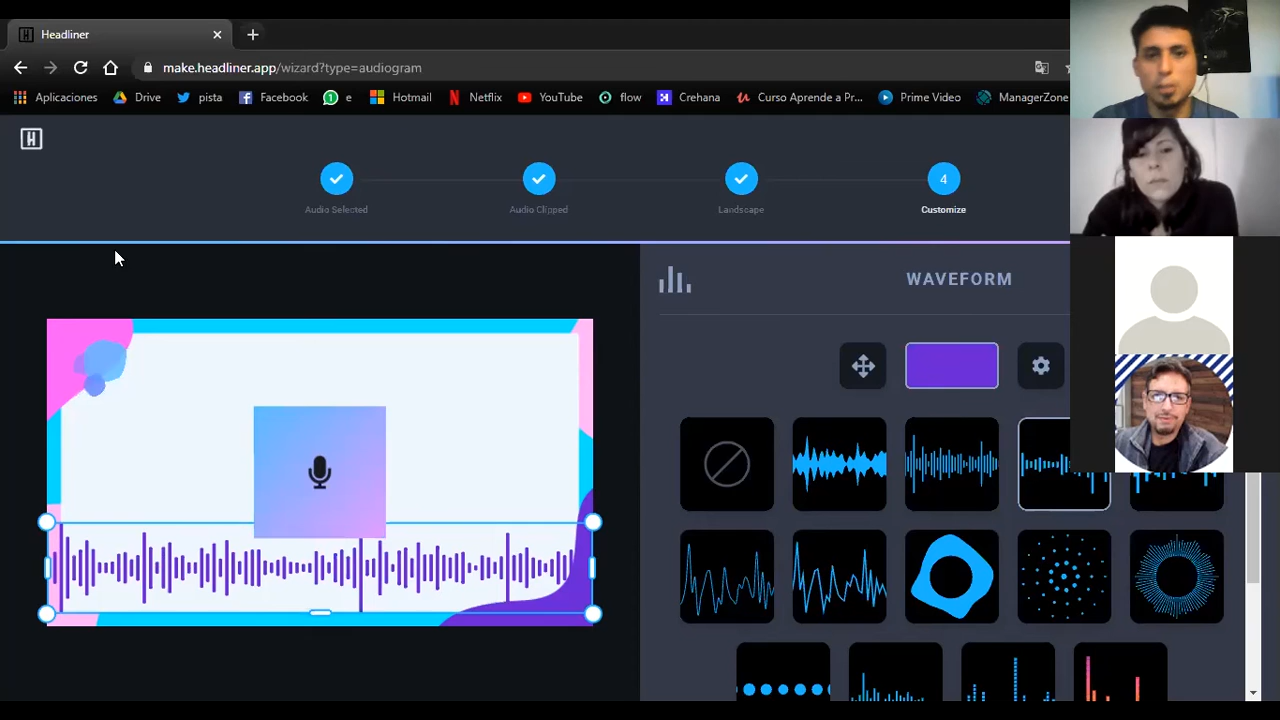 Headliner
make.headliner.app/wizard?type=audiogram
Aplicaciones Drive pista Facebook e Hotmail Netflix YouTube flow Crehana Curso Aprende a Pr... Prime Video ManagerZone
H
4
Audio Selected Audio Clipped Landscape Customize
WAVEFORM